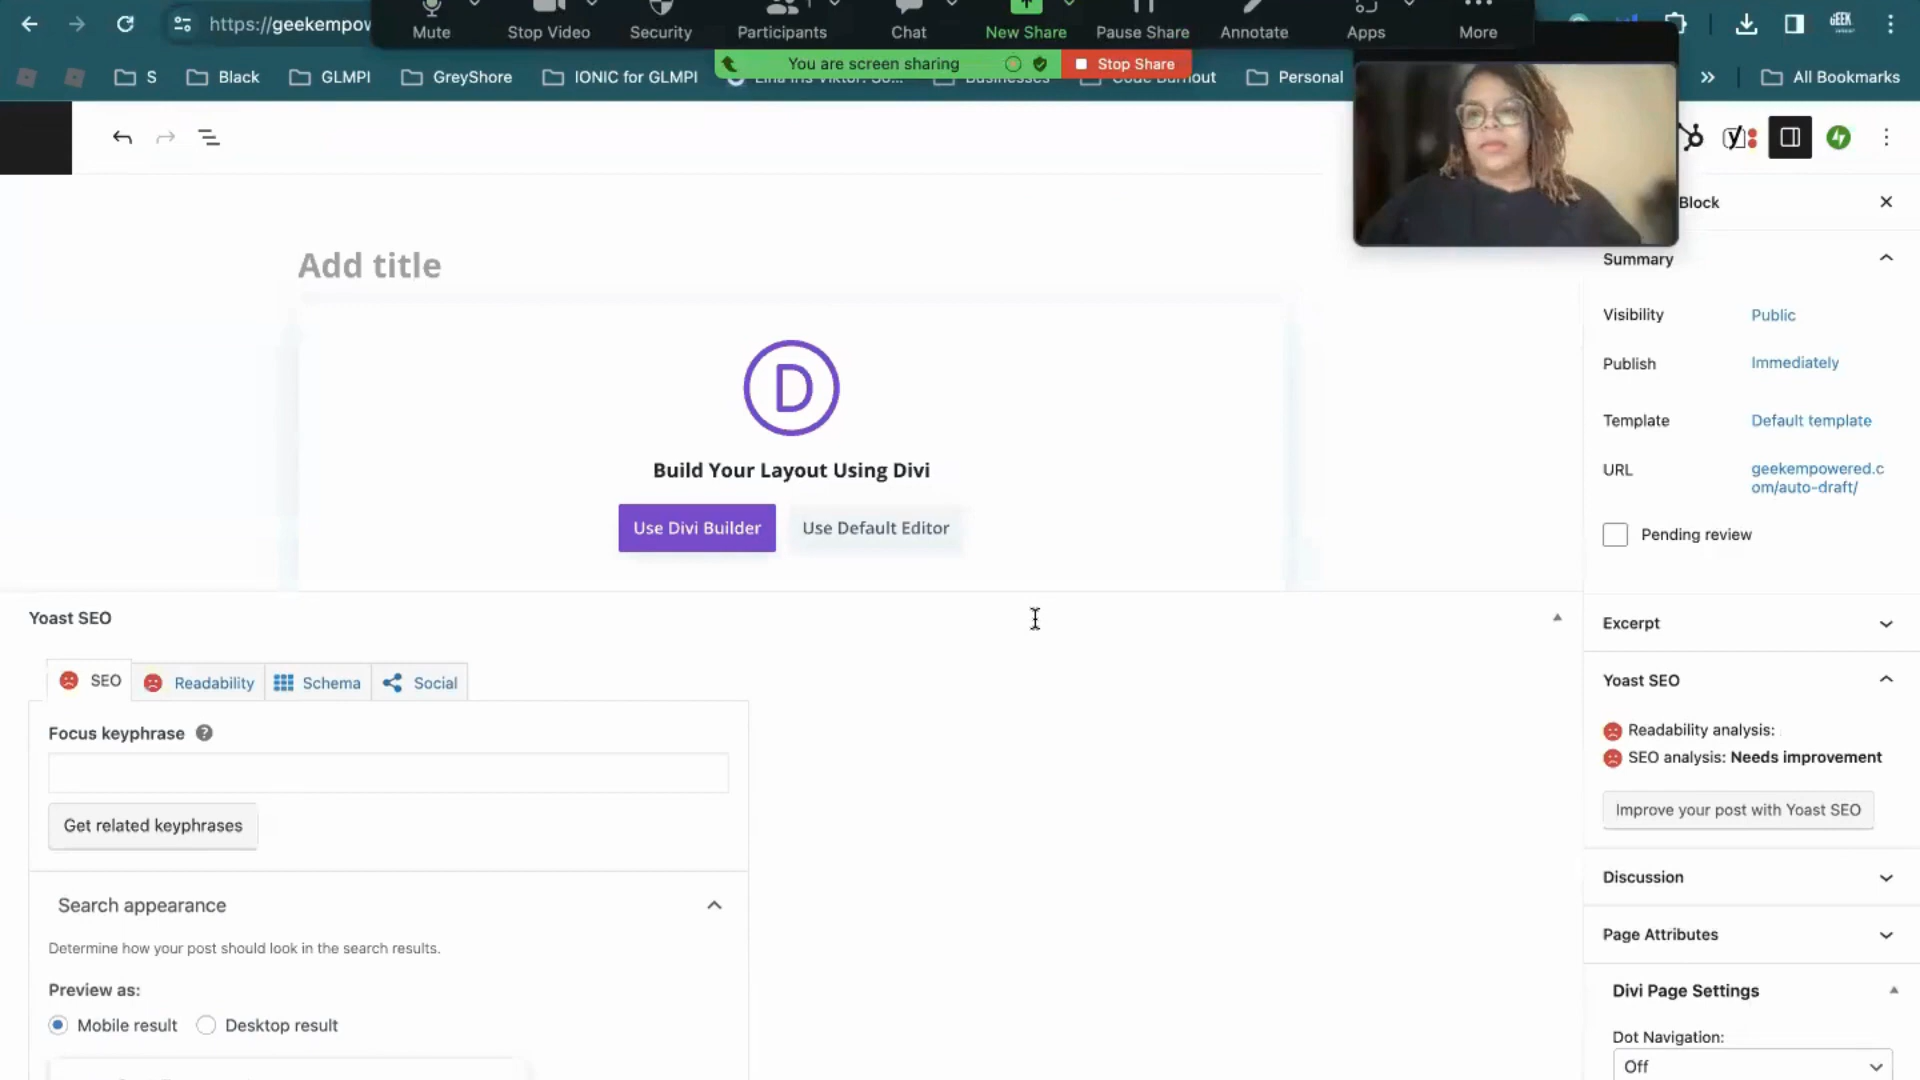 https://geekempow
Mute
Stop Video
Security
Participants
Chat
New Share
Pause Share
Annotate
Apps
More
GEEK
You are screen sharing
Stop Share
S
Black
GLMPI
GreyShore
IONIC for GLMPI
Businesses
Code Burnout
Personal
All Bookmarks
Block
Add title
D
Build Your Layout Using Divi
Use Divi Builder
Use Default Editor
Summary
Visibility
Public
Publish
Immediately
Template
Default template
URL
geekempowered.c
om/auto-draft/
Pending review
Excerpt
Yoast SEO
Readability analysis:
SEO analysis: Needs improvement
Improve your post with Yoast SEO
Discussion
Page Attributes
Divi Page Settings
Dot Navigation:
Off
Yoast SEO
SEO
Readability
Schema
Social
Focus keyphrase ?
Get related keyphrases
Search appearance
Determine how your post should look in the search results.
Preview as:
Mobile result
Desktop result